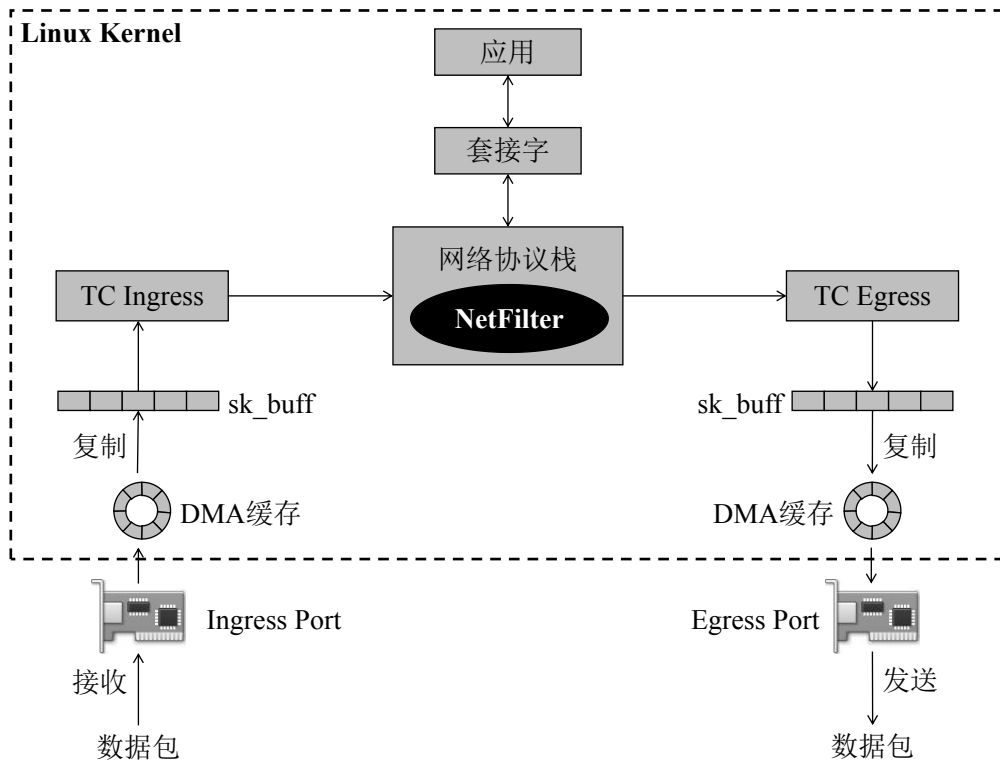 Linux Kernel
应用
套接字
网络协议栈
NetFilter
TC Ingress
TC Egress
sk_buff
sk_buff
复制
复制
DMA缓存
DMA缓存
Ingress Port
Egress Port
接收
发送
数据包
数据包